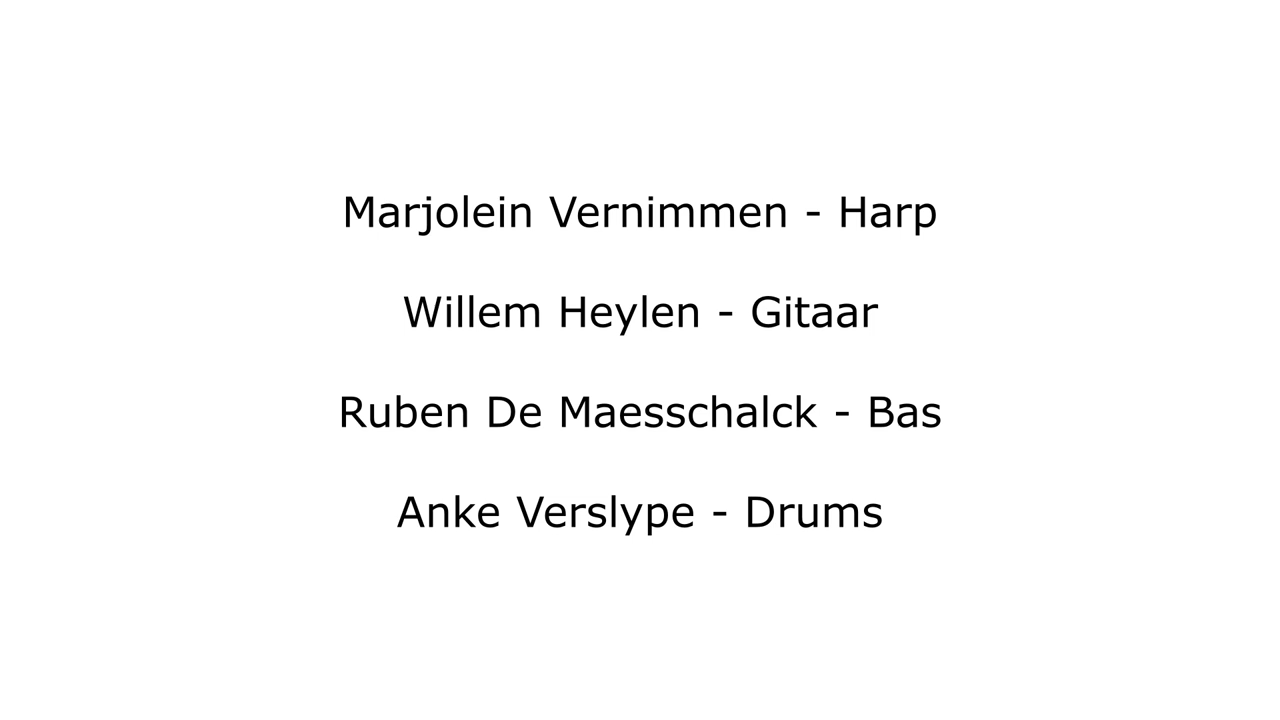 Marjolein Vernimmen - Harp
Willem Heylen - Gitaar
Ruben De Maesschalck - Bas
Anke Verslype - Drums